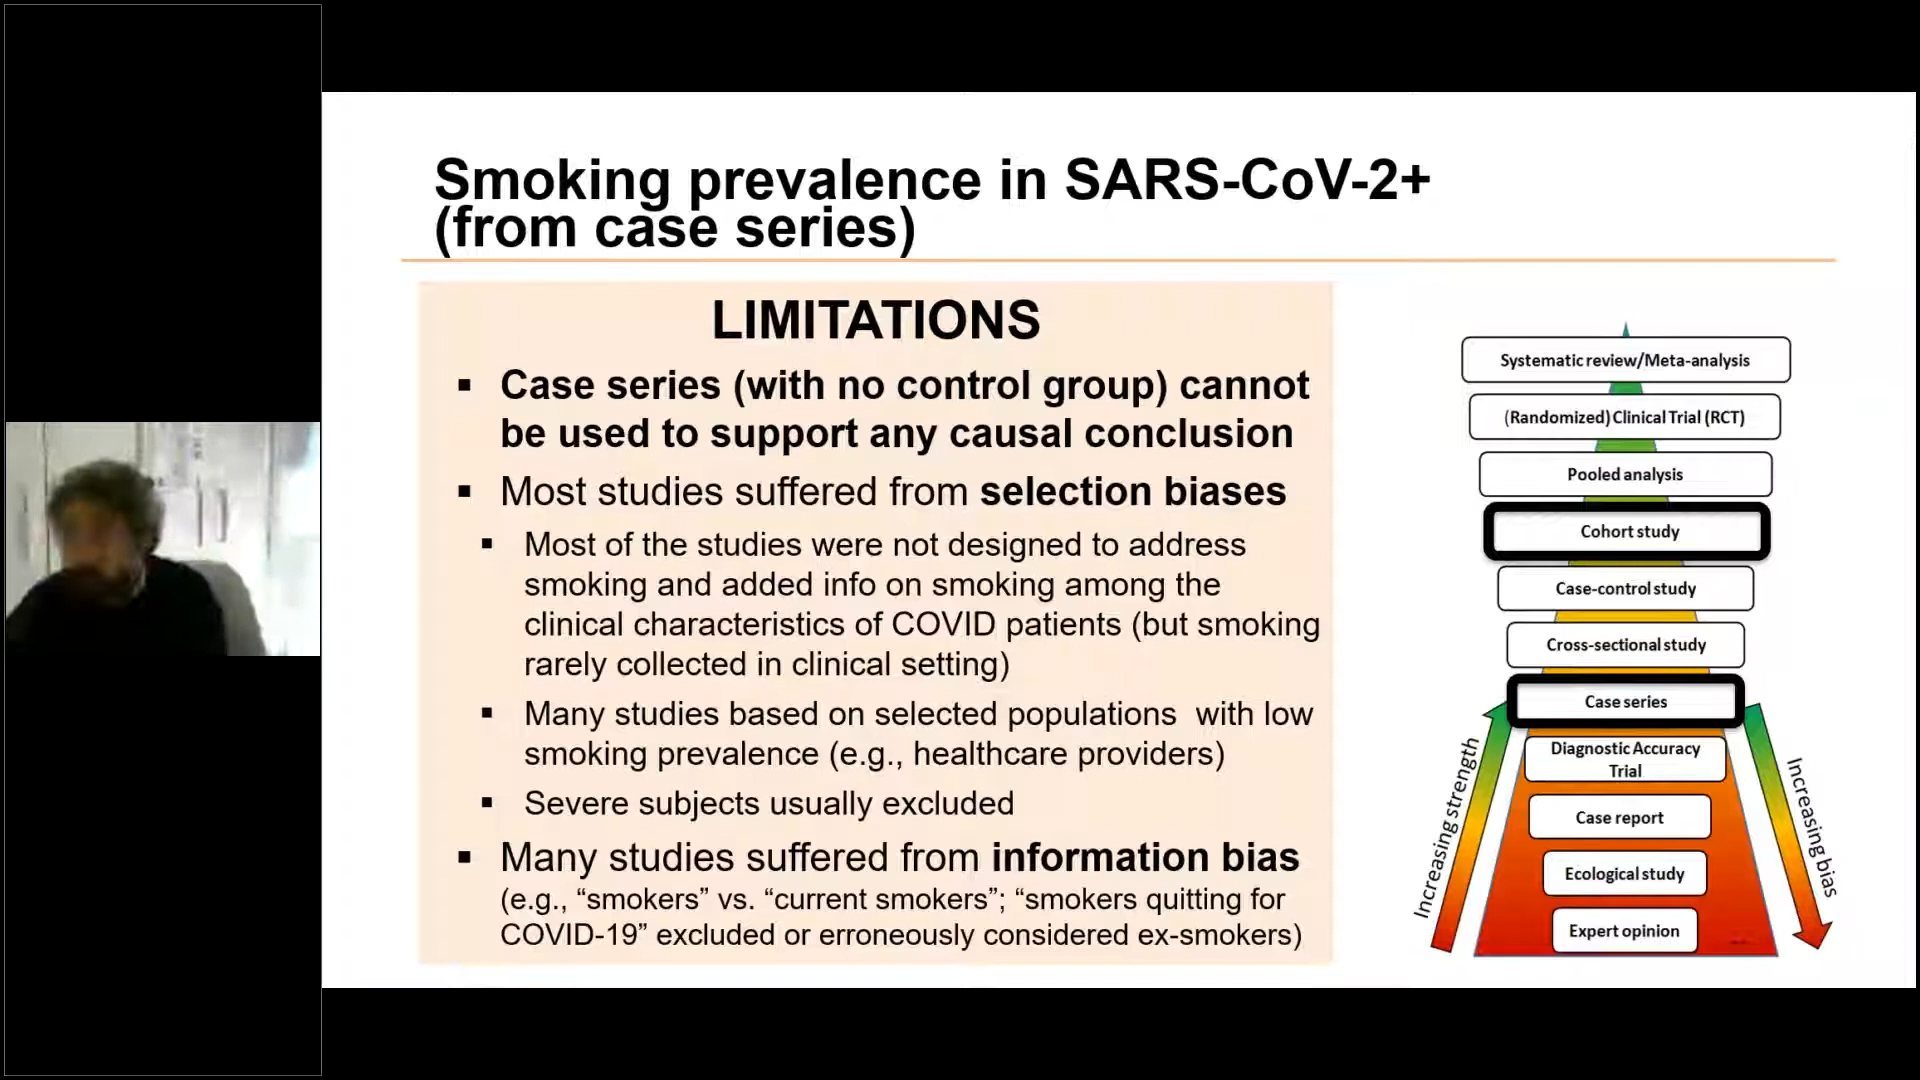 Smoking prevalence in SARS-CoV-2+
(from case series)
LIMITATIONS
▪ Case series (with no control group) cannot
be used to support any causal conclusion
▪ Most studies suffered from selection biases
▪ Most of the studies were not designed to address
smoking and added info on smoking among the
clinical characteristics of COVID patients (but smoking
rarely collected in clinical setting)
▪ Many studies based on selected populations with low
smoking prevalence (e.g., healthcare providers)
▪ Severe subjects usually excluded
▪ Many studies suffered from information bias
(e.g., “smokers” vs. “current smokers”; “smokers quitting for
COVID-19” excluded or erroneously considered ex-smokers)
Systematic review/Meta-analysis
(Randomized) Clinical Trial (RCT)
Pooled analysis
Cohort study
Case-control study
Cross-sectional study
Case series
Diagnostic Accuracy
Trial
Case report
Ecological study
Expert opinion
Increasing strength
Increasing bias